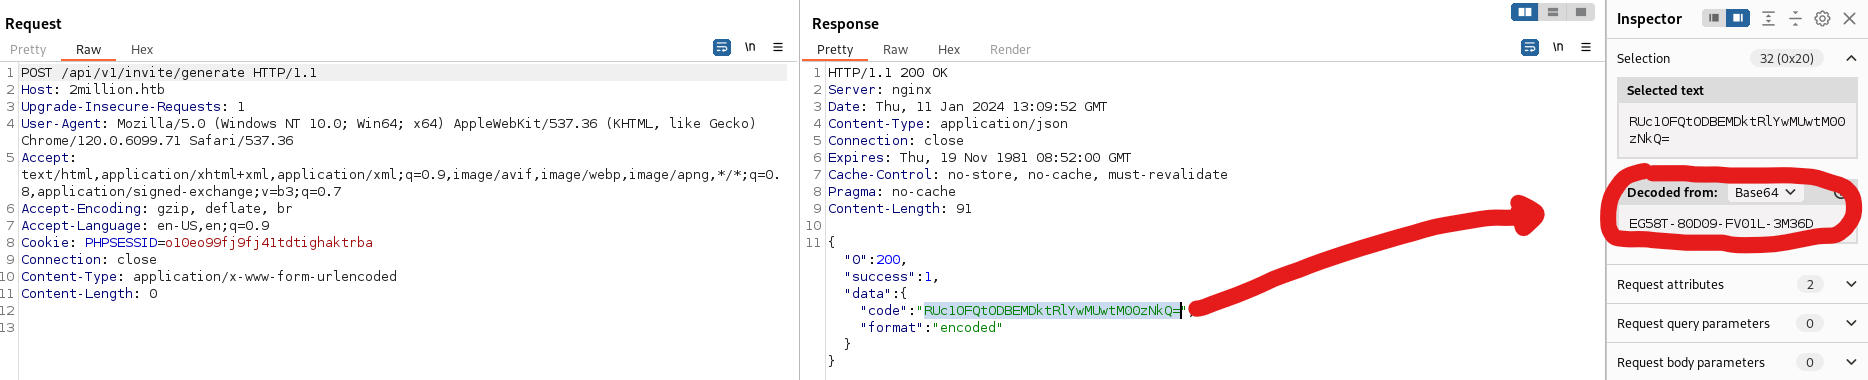 Request
Pretty Raw Hex \n
1 POST /api/v1/invite/generate HTTP/1.1
2 Host: 2million.htb
3 Upgrade-Insecure-Requests: 1
4 User-Agent: Mozilla/5.0 (Windows NT 10.0; Win64; x64) AppleWebKit/537.36 (KHTML, like Gecko)
Chrome/120.0.6099.71 Safari/537.36
5 Accept:
text/html,application/xhtml+xml,application/xml;q=0.9,image/avif,image/webp,image/apng,*/*;q=0.
8,application/signed-exchange;v=b3;q=0.7
6 Accept-Encoding: gzip, deflate, br
7 Accept-Language: en-US,en;q=0.9
8 Cookie: PHPSESSID=o10eo99fj9fj41tdtighaktrba
9 Connection: close
10 Content-Type: application/x-www-form-urlencoded
11 Content-Length: 0
12
13
Response
Pretty Raw Hex Render \n
1 HTTP/1.1 200 OK
2 Server: nginx
3 Date: Thu, 11 Jan 2024 13:09:52 GMT
4 Content-Type: application/json
5 Connection: close
6 Expires: Thu, 19 Nov 1981 08:52:00 GMT
7 Cache-Control: no-store, no-cache, must-revalidate
8 Pragma: no-cache
9 Content-Length: 91
10
11 {
"0":200,
"success":1,
"data":{
"code":"RUc1OFQtODBEMDktRlYwMUwtM00zNkQ=",
"format":"encoded"
}
}
Inspector
Selection 32 (0x20)
Selected text
RUc1OFQtODBEMDktRlYwMUwtM00
zNkQ=
Decoded from: Base64
EG58T-80D09-FV01L-3M36D
Request attributes 2
Request query parameters 0
Request body parameters 0